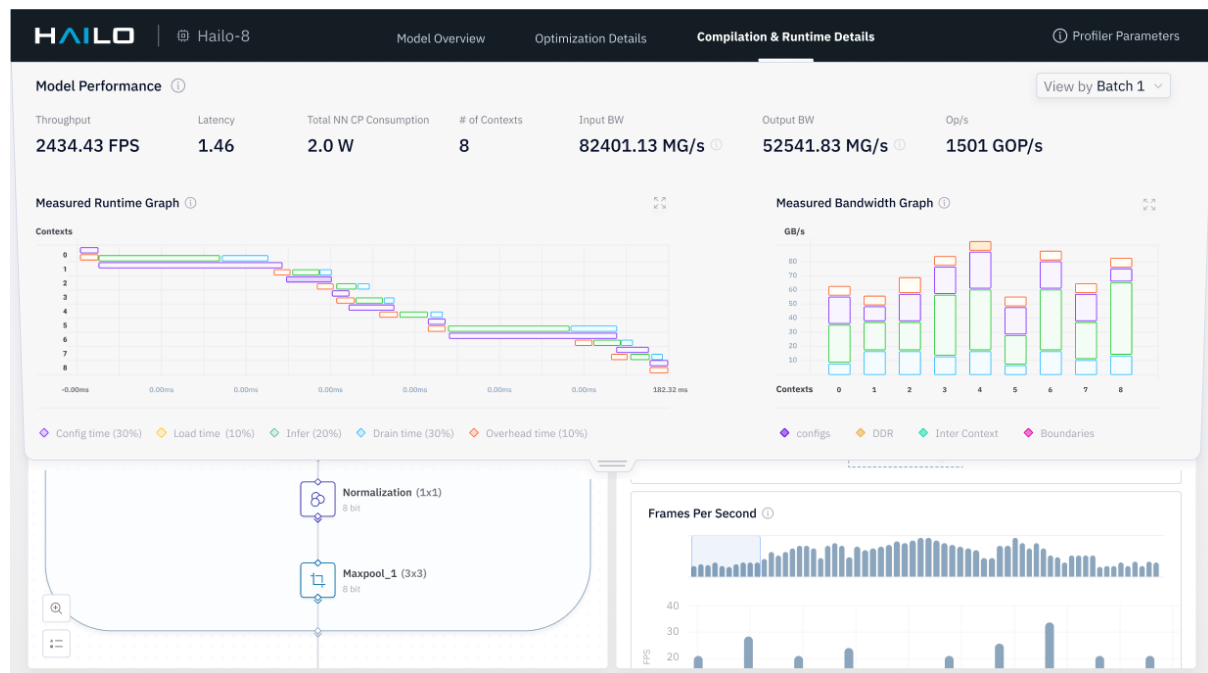 HAILO Hailo-8 Model Overview Optimization Details Compilation & Runtime Details Profiler Parameters
Model Performance View by Batch 1
Throughput Latency Total NN CP Consumption # of Contexts Input BW Output BW Op/s
2434.43 FPS 1.46 2.0 W 8 82401.13 MG/s 52541.83 MG/s 1501 GOP/s
Measured Runtime Graph
Contexts
0
1
2
3
4
5
6
7
8
-0.00ms 0.00ms 0.00ms 0.00ms 0.00ms 0.00ms 0.00ms 182.32 ms
Config time (30%) Load time (10%) Infer (20%) Drain time (30%) Overhead time (10%)
Measured Bandwidth Graph
GB/s
80
70
60
50
40
30
20
10
Contexts 0 1 2 3 4 5 6 7 8
configs DDR Inter Context Boundaries
Normalization (1x1)
8 bit
Maxpool_1 (3x3)
8 bit
Frames Per Second
40
30
20
FPS